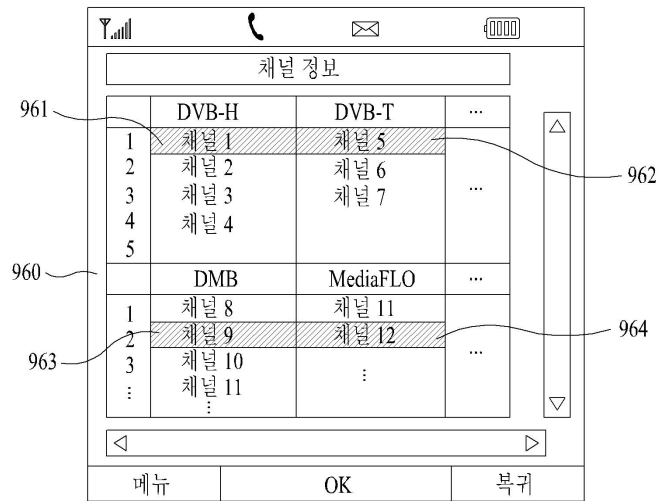 채널 정보
DVB-H DVB-T ...
961
1 채널 1 채널 5
2 채널 2 채널 6
962
3 채널 3 채널 7 ...
4 채널 4
5
960
DMB MediaFLO ...
1 채널 8 채널 11
2 채널 9 채널 12
964
963
3 채널 10 ...
⋮ 채널 11 ⋮
⋮
메뉴 OK 복귀